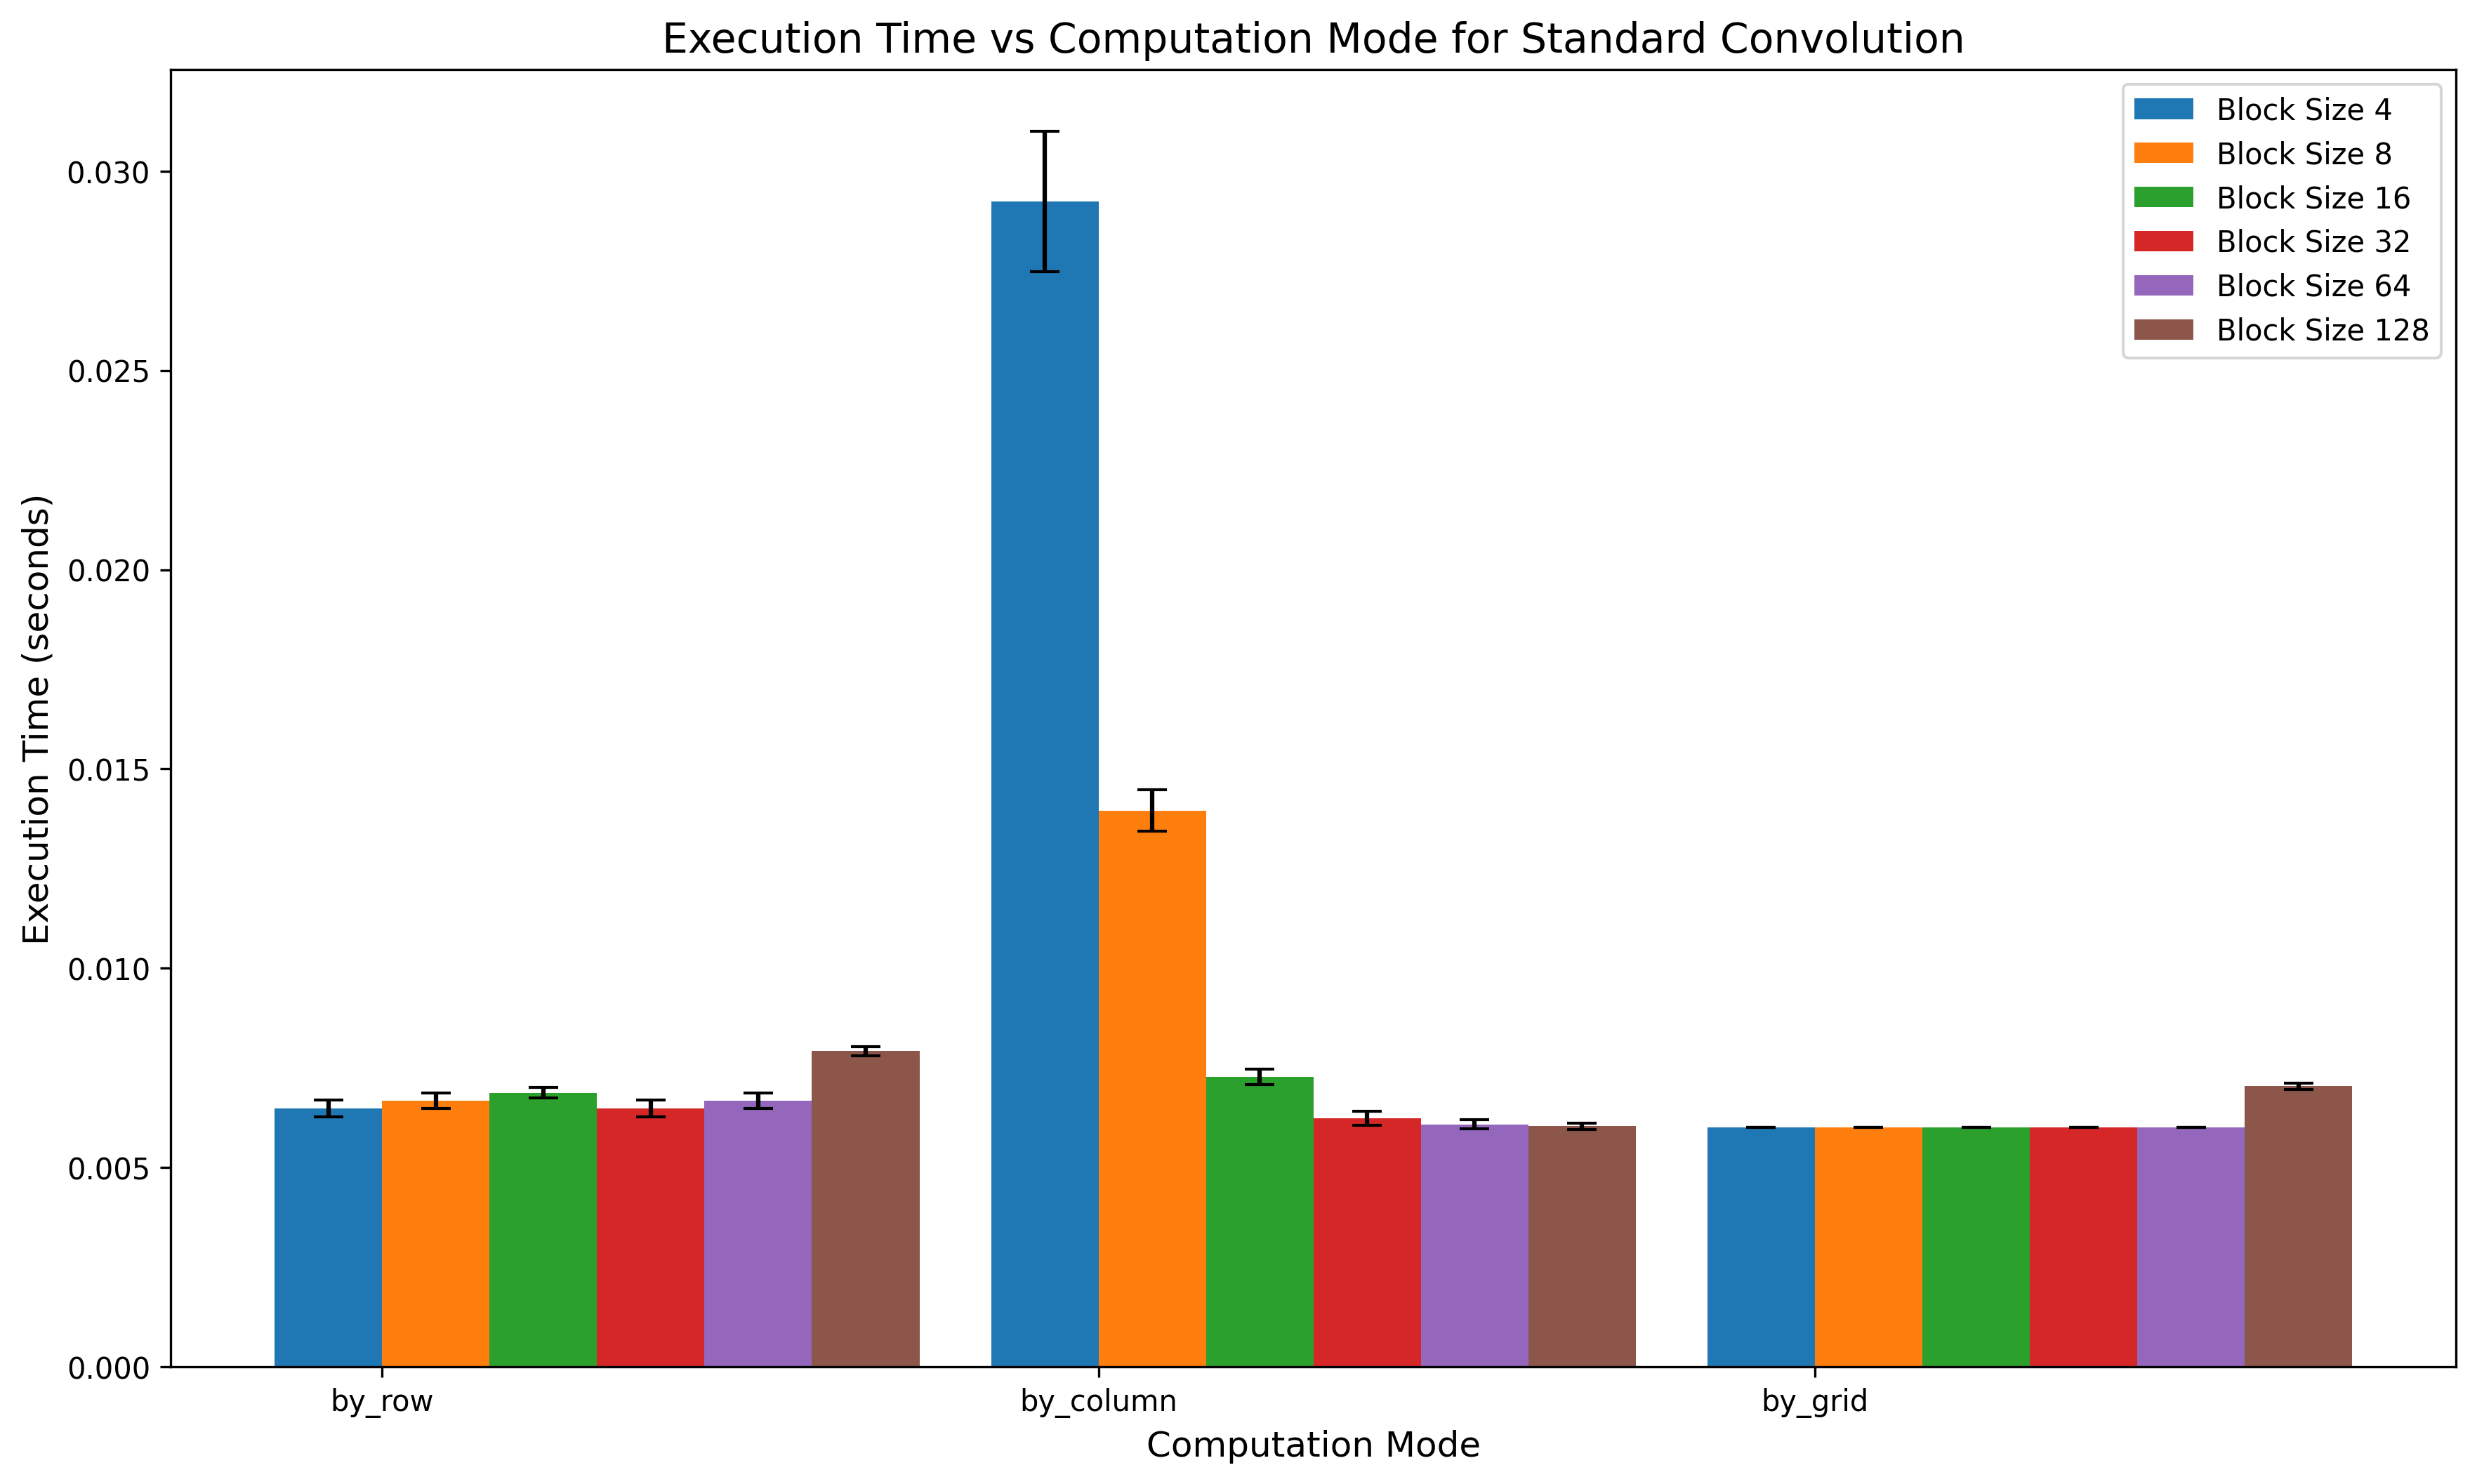 Execution Time vs Computation Mode for Standard Convolution
Block Size 4
Block Size 8
Block Size 16
Block Size 32
Block Size 64
Block Size 128
Execution Time (seconds)
0.030
0.025
0.020
0.015
0.010
0.005
0.000
by_row
by_column
by_grid
Computation Mode